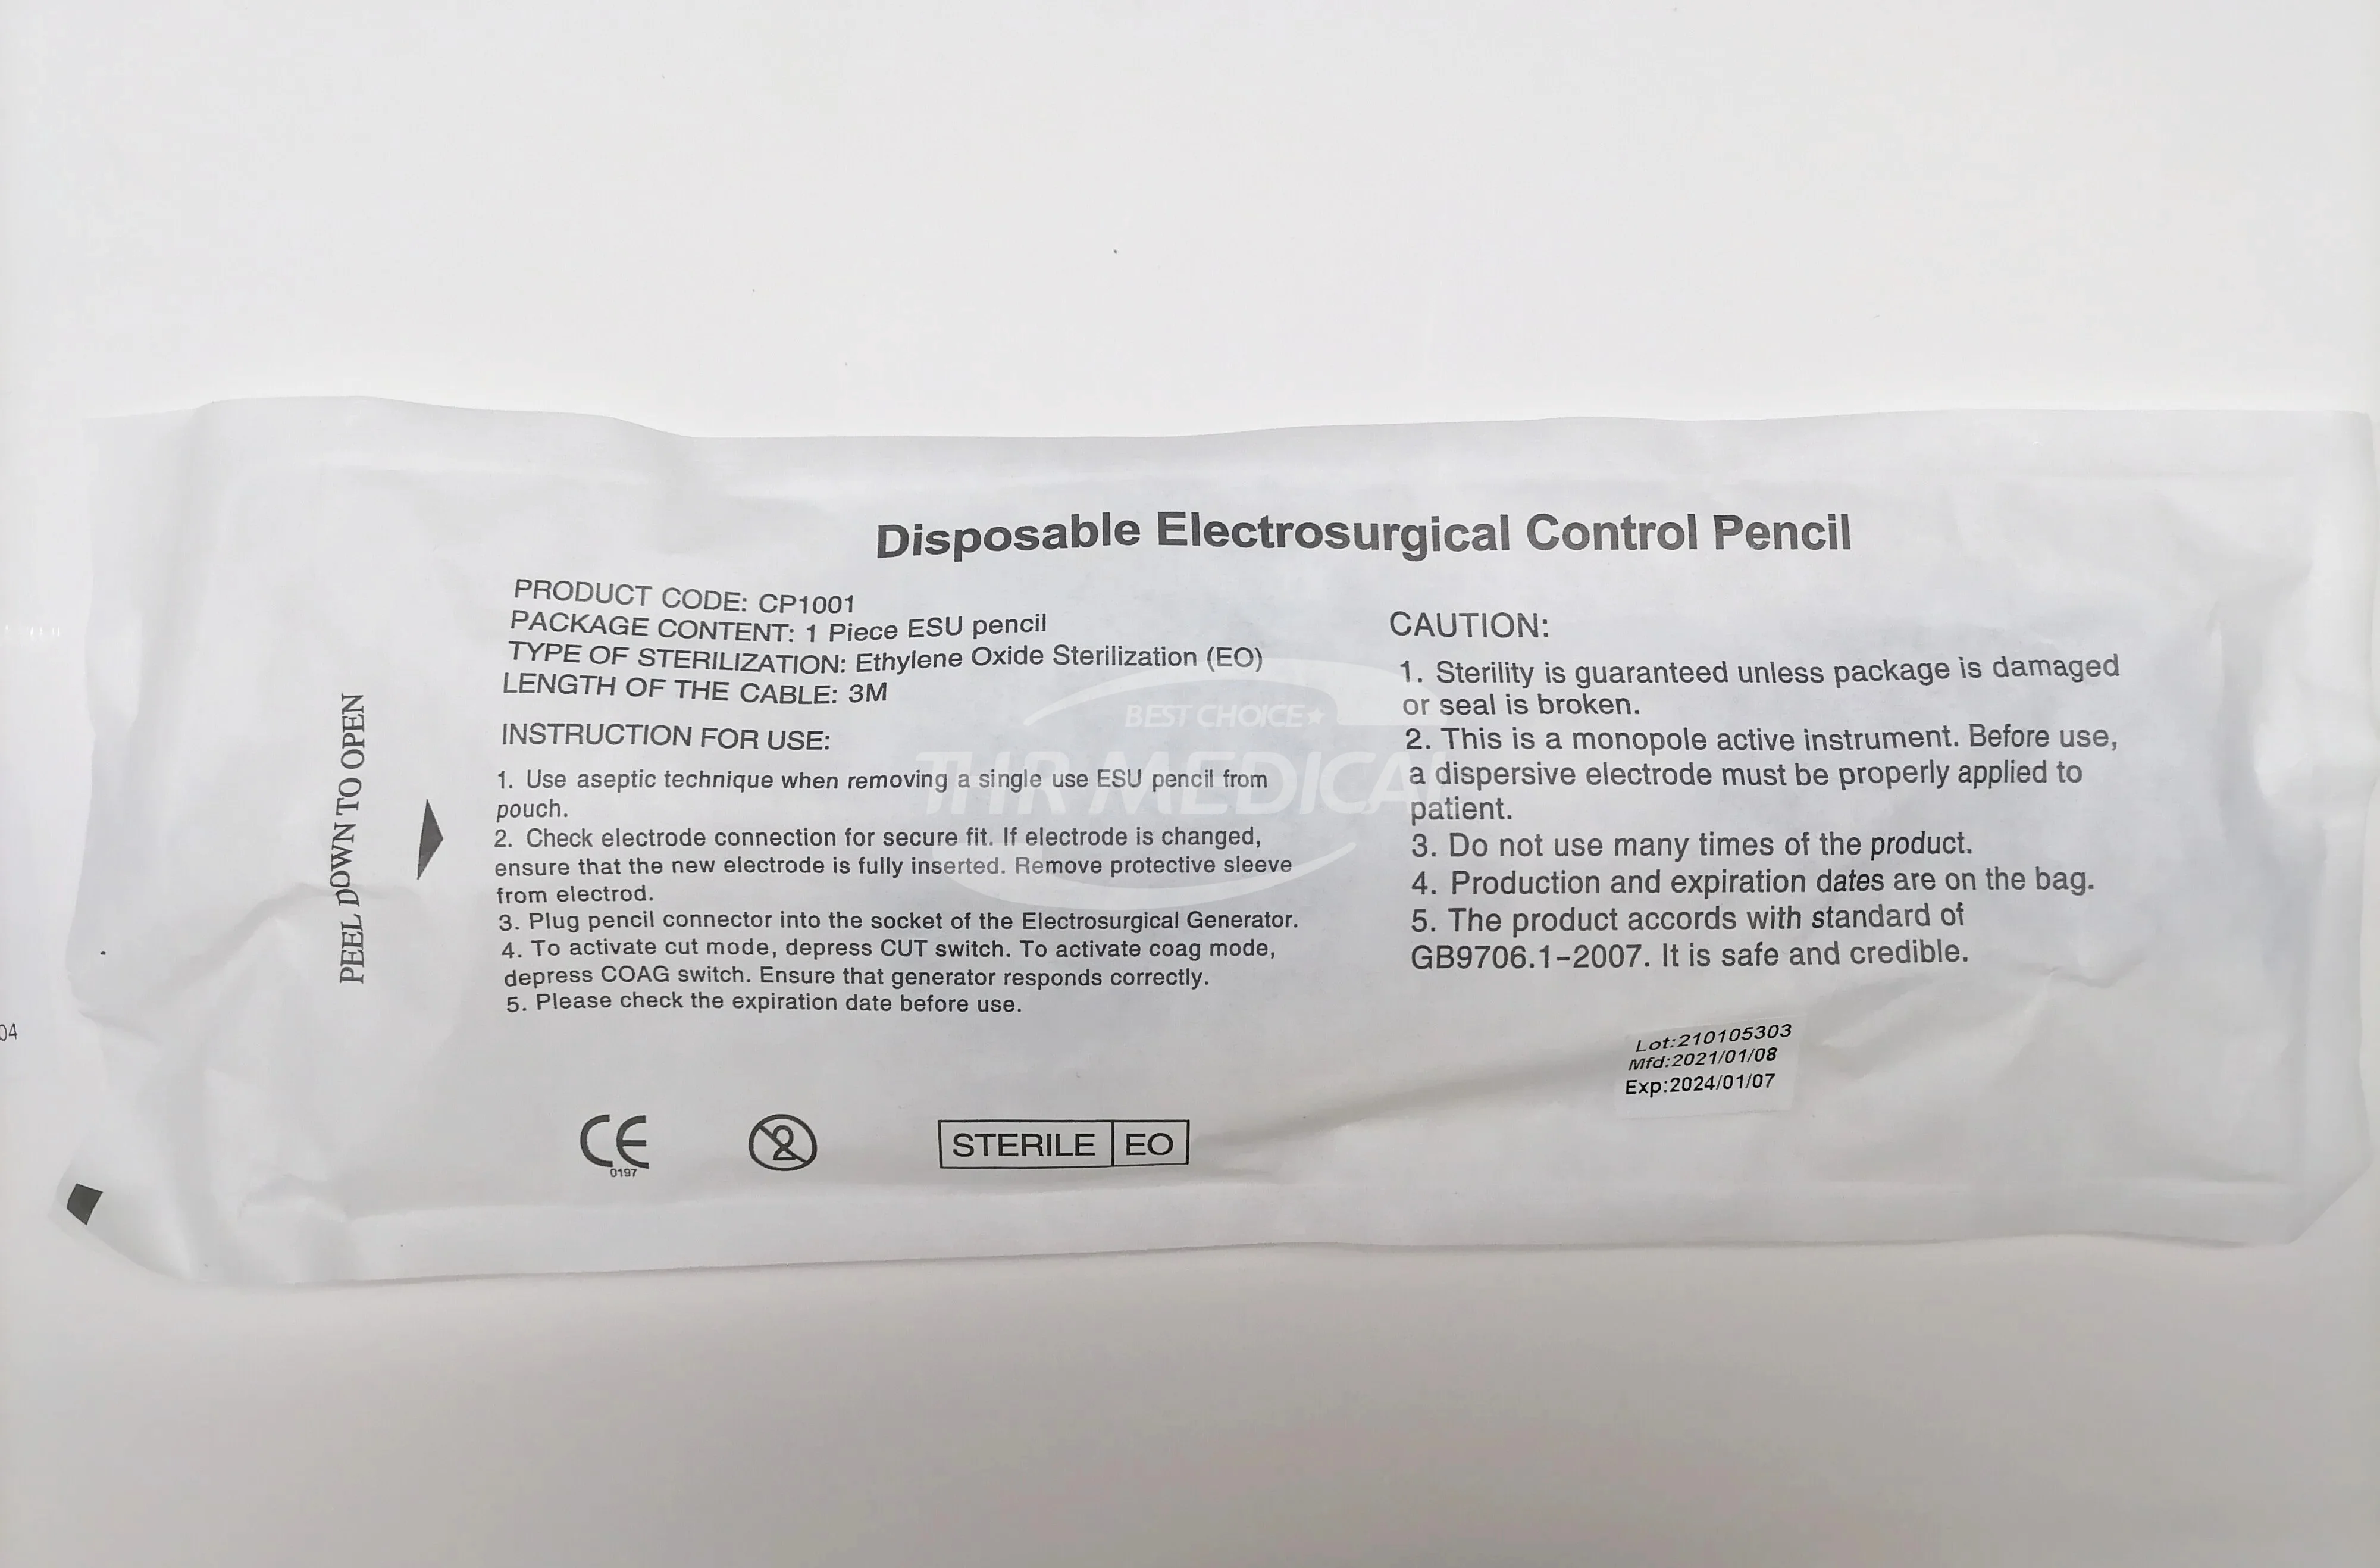 Disposable Electrosurgical Control Pencil
PRODUCT CODE: CP1001
PACKAGE CONTENT: 1 Piece ESU pencil
TYPE OF STERILIZATION: Ethylene Oxide Sterilization (EO)
LENGTH OF THE CABLE: 3M
INSTRUCTION FOR USE:
1. Use aseptic technique when removing a single use ESU pencil from
pouch.
2. Check electrode connection for secure fit. If electrode is changed,
ensure that the new electrode is fully inserted. Remove protective sleeve
from electrod.
3. Plug pencil connector into the socket of the Electrosurgical Generator.
4. To activate cut mode, depress CUT switch. To activate coag mode,
depress COAG switch. Ensure that generator responds correctly.
5. Please check the expiration date before use.
CAUTION:
1. Sterility is guaranteed unless package is damaged
or seal is broken.
2. This is a monopole active instrument. Before use,
a dispersive electrode must be properly applied to
patient.
3. Do not use many times of the product.
4. Production and expiration dates are on the bag.
5. The product accords with standard of
GB9706.1-2007. It is safe and credible.
PEEL DOWN TO OPEN
Lot:210105303
Mfd:2021/01/08
Exp:2024/01/07
CE
0197
2
STERILE EO
BEST CHOICE
THR MEDICAL
04